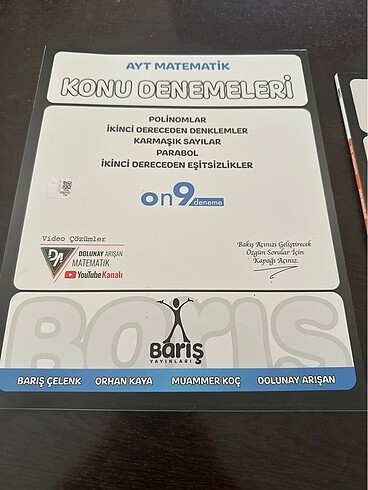 AYT MATEMATİK
KONU DENEMELERİ
POLİNOMLAR
İKİNCİ DERECEDEN DENKLEMLER
KARMAŞIK SAYILAR
PARABOL
İKİNCİ DERECEDEN EŞİTSİZLİKLER
on9 deneme
Video Çözümler
DA
DOLUNAY ARIŞAN
MATEMATİK
YouTube Kanalı
Bakış Açınızı Geliştirecek
Özgün Sorular İçin
Kapağı Açınız.
BARIŞ
BARIŞ
YAYINLARI
BARIŞ ÇELENK ORHAN KAYA MUAMMER KOÇ DOLUNAY ARIŞAN